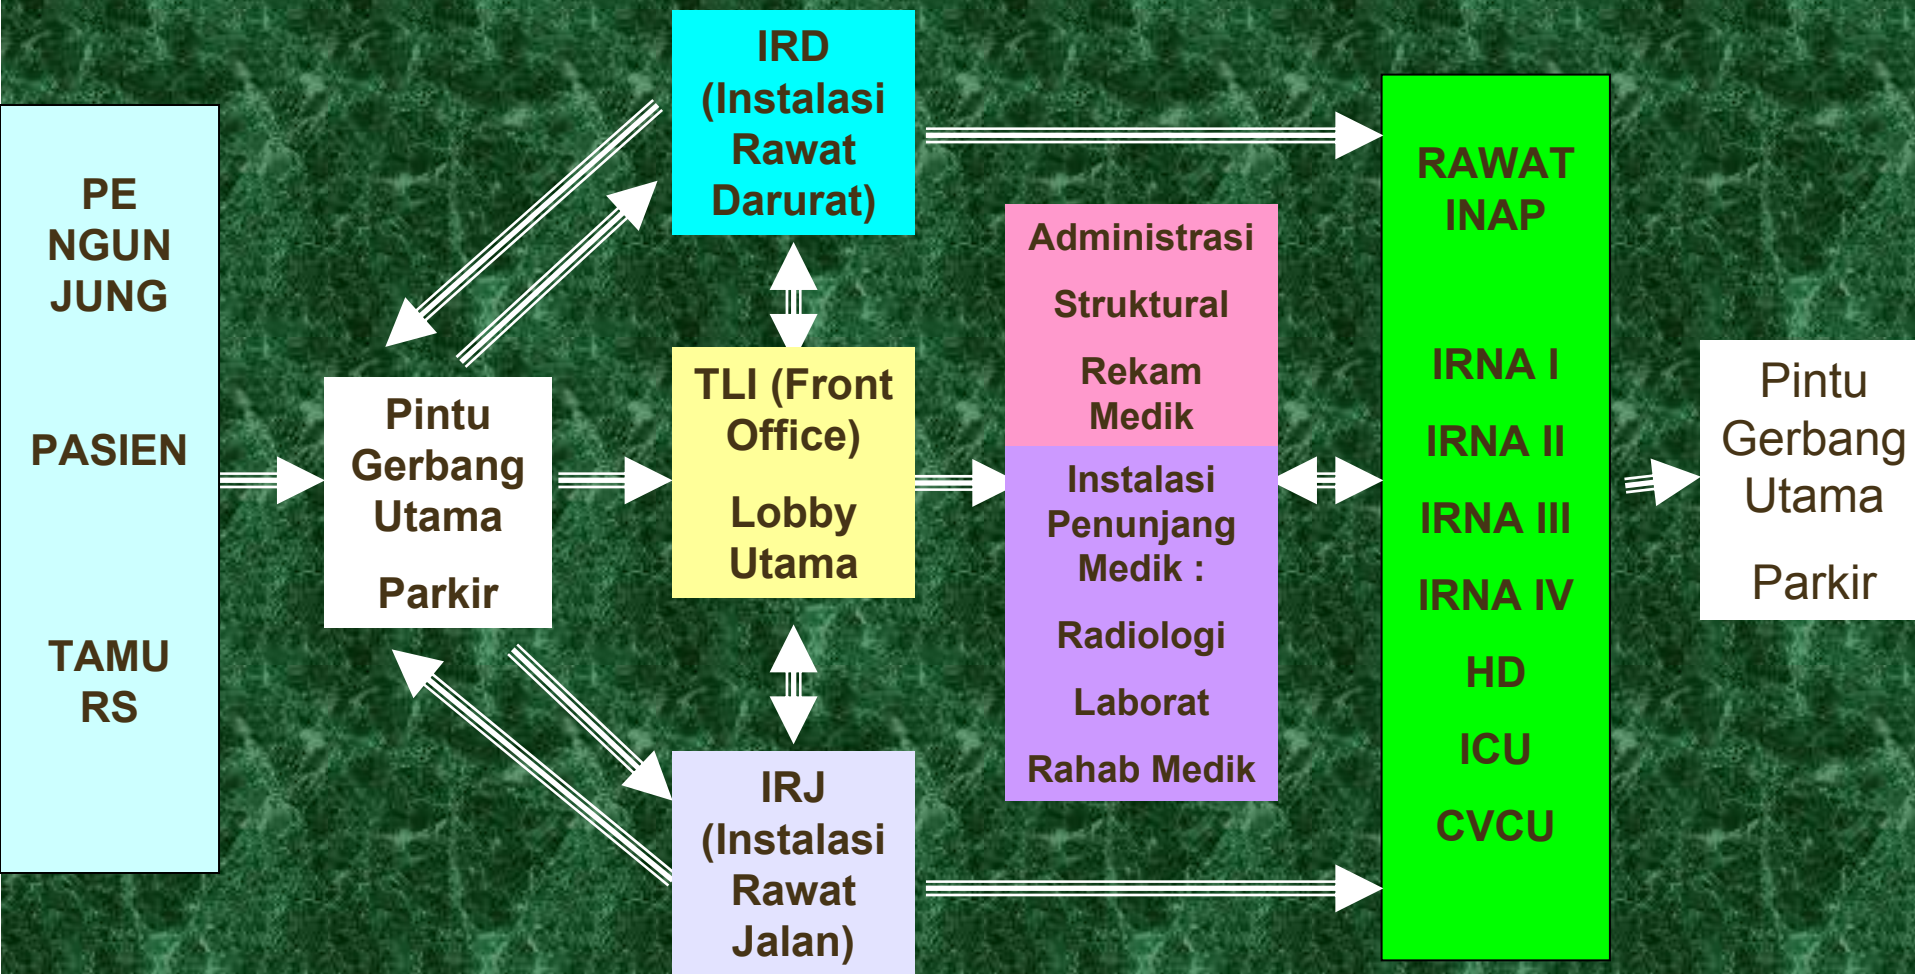 PE
NGUN
JUNG
PASIEN
TAMU
RS
Pintu
Gerbang
Utama
Parkir
IRD
(Instalasi
Rawat
Darurat)
TLI (Front
Office)
Lobby
Utama
IRJ
(Instalasi
Rawat
Jalan)
Administrasi
Struktural
Rekam
Medik
Instalasi
Penunjang
Medik :
Radiologi
Laborat
Rahab Medik
RAWAT
INAP
IRNA I
IRNA II
IRNA III
IRNA IV
HD
ICU
CVCU
Pintu
Gerbang
Utama
Parkir